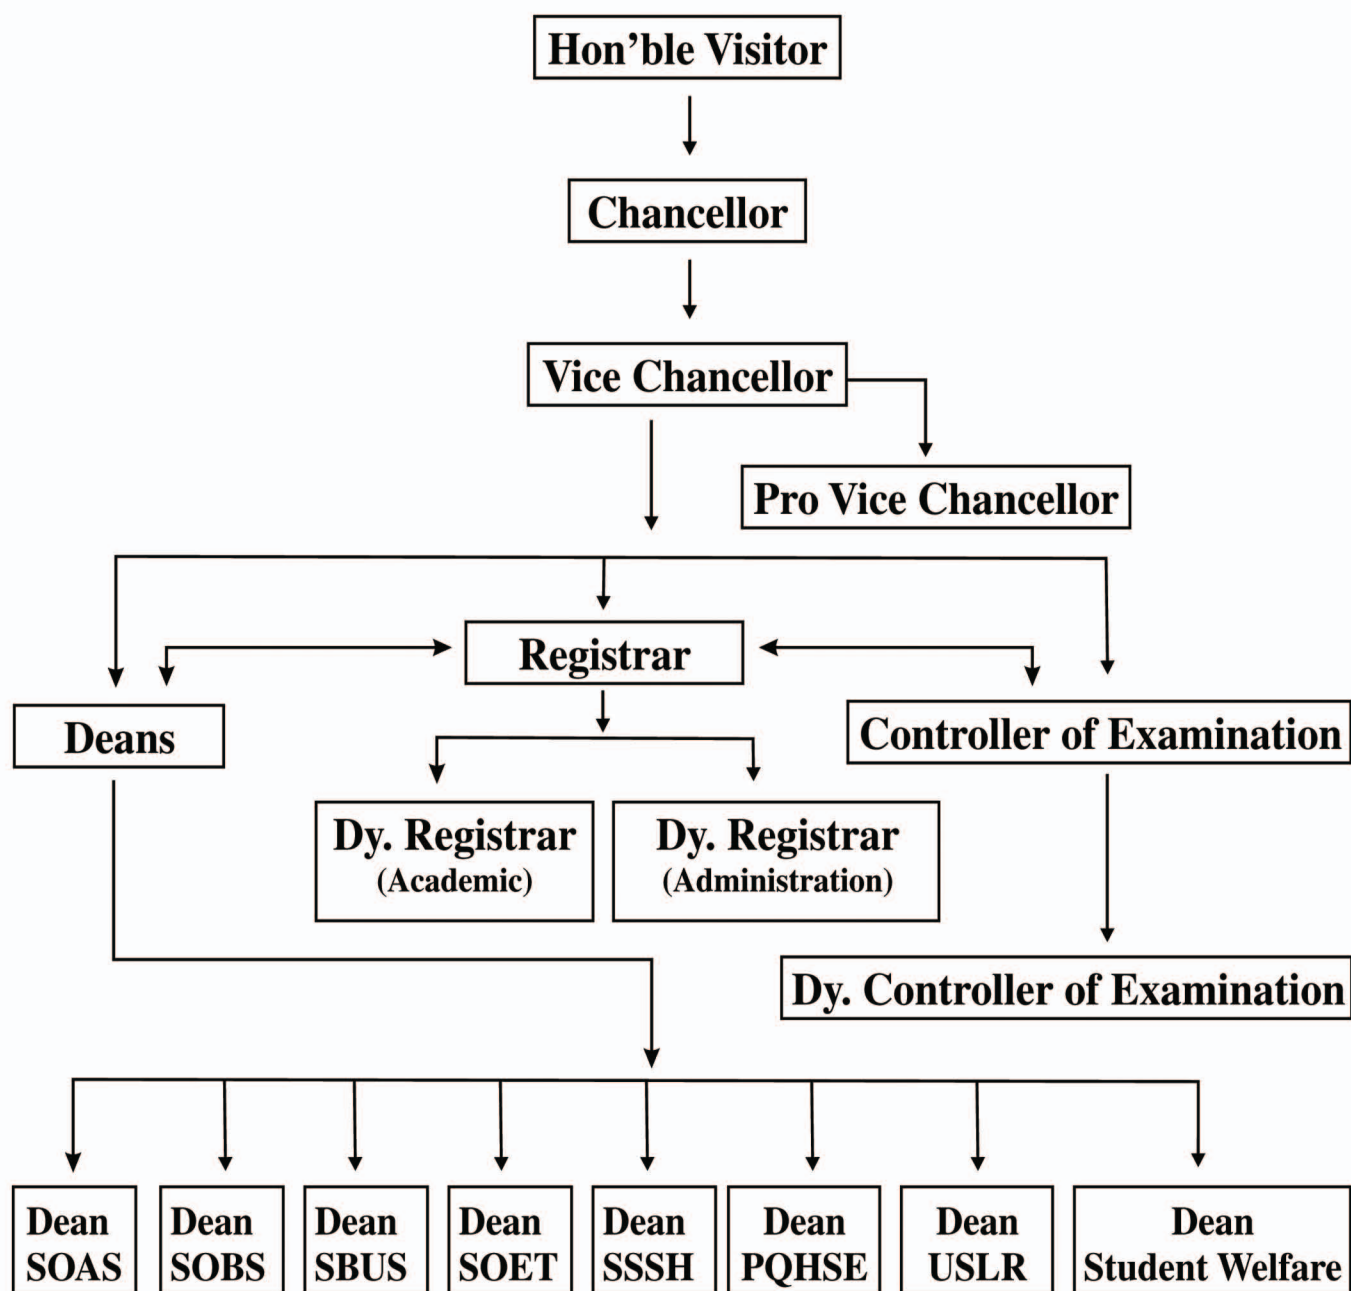 Hon’ble Visitor
Chancellor
Vice Chancellor
Pro Vice Chancellor
Registrar
Deans
Controller of Examination
Dy. Registrar
(Academic)
Dy. Registrar
(Administration)
Dy. Controller of Examination
Dean
SOAS
Dean
SOBS
Dean
SBUS
Dean
SOET
Dean
SSSH
Dean
PQHSE
Dean
USLR
Dean
Student Welfare